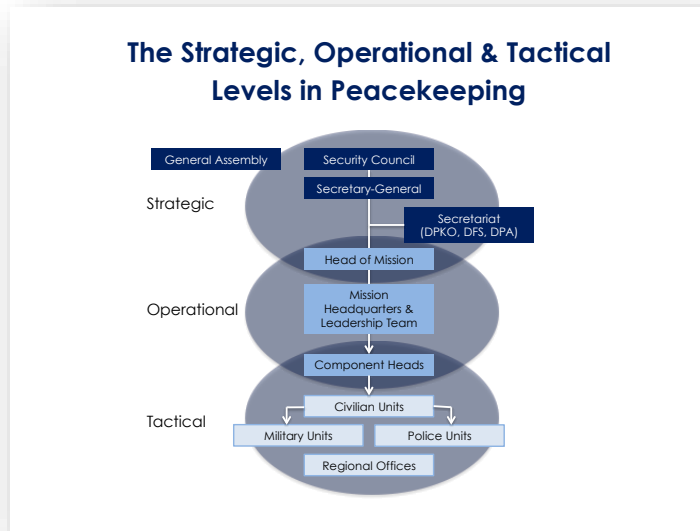 The Strategic, Operational & Tactical
Levels in Peacekeeping
General Assembly
Security Council
Strategic
Secretary-General
Secretariat
(DPKO, DFS, DPA)
Head of Mission
Operational
Mission
Headquarters &
Leadership Team
Component Heads
Tactical
Civilian Units
Military Units
Police Units
Regional Offices